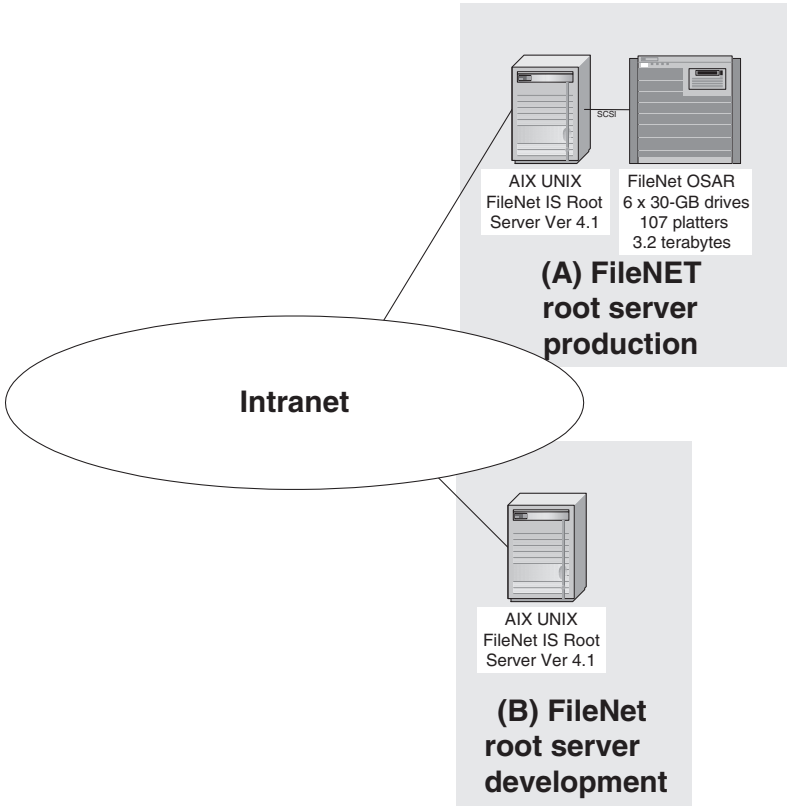 SCSI
AIX UNIX
FileNet IS Root
Server Ver 4.1
FileNet OSAR
6 x 30-GB drives
107 platters
3.2 terabytes
(A) FileNET
root server
production
Intranet
AIX UNIX
FileNet IS Root
Server Ver 4.1
(B) FileNet
root server
development